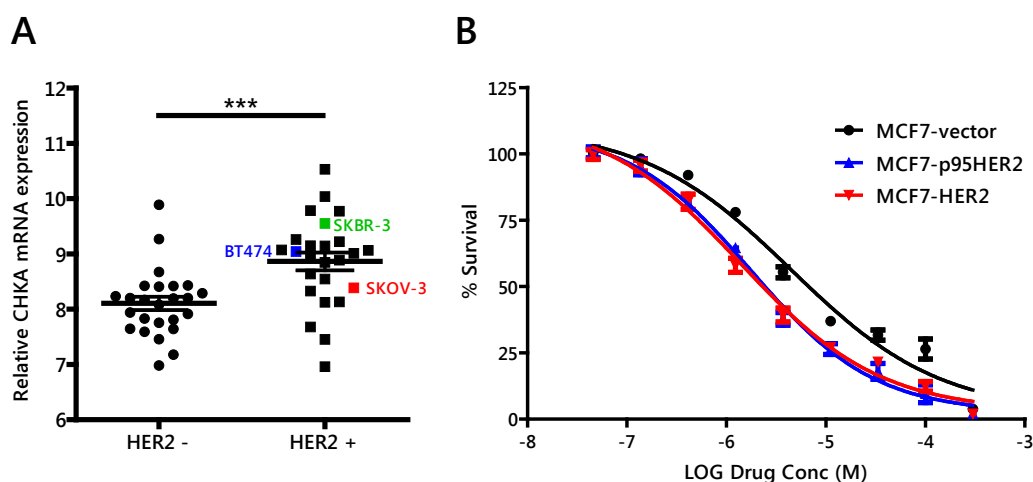 A
Relative CHKA mRNA expression
12
11
10
9
8
7
6
***
SKBR-3
BT474
SKOV-3
HER2 -
HER2 +
B
% Survival
125
100
75
50
25
0
MCF7-vector
MCF7-p95HER2
MCF7-HER2
-8
-7
-6
-5
-4
-3
LOG Drug Conc (M)